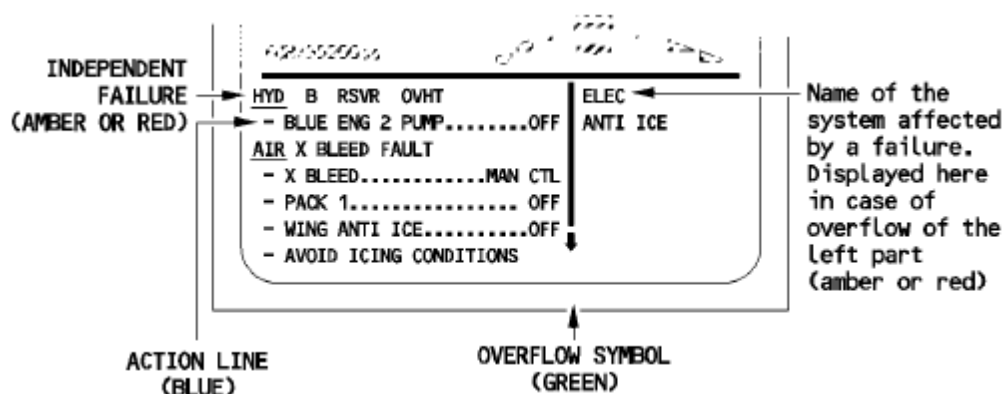 INDEPENDENT
FAILURE
(AMBER OR RED)
HYD B RSVR OVHT
- BLUE ENG 2 PUMP........OFF
AIR X BLEED FAULT
- X BLEED............MAN CTL
- PACK 1................ OFF
- WING ANTI ICE..........OFF
- AVOID ICING CONDITIONS
ELEC
ANTI ICE
Name of the
system affected
by a failure.
Displayed here
in case of
overflow of the
left part
(amber or red)
ACTION LINE
(BLUE)
OVERFLOW SYMBOL
(GREEN)